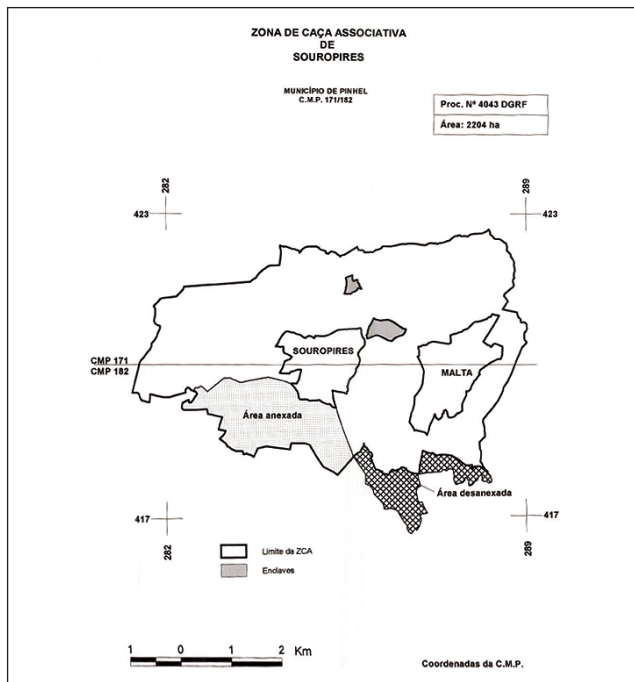 ZONA DE CAÇA ASSOCIATIVA
DE
SOUROPIRES
MUNICÍPIO DE PINHEL
C.M.P. 171/182
Proc. Nº 4043 DGRF
Área: 2204 ha
282
289
423
423
SOUROPIRES
CMP 171
CMP 182
MALTA
Área anexada
Área desanexada
417
417
282
289
Limite da ZCA
Enclaves
1 0 1 2 Km
Coordenadas da C.M.P.